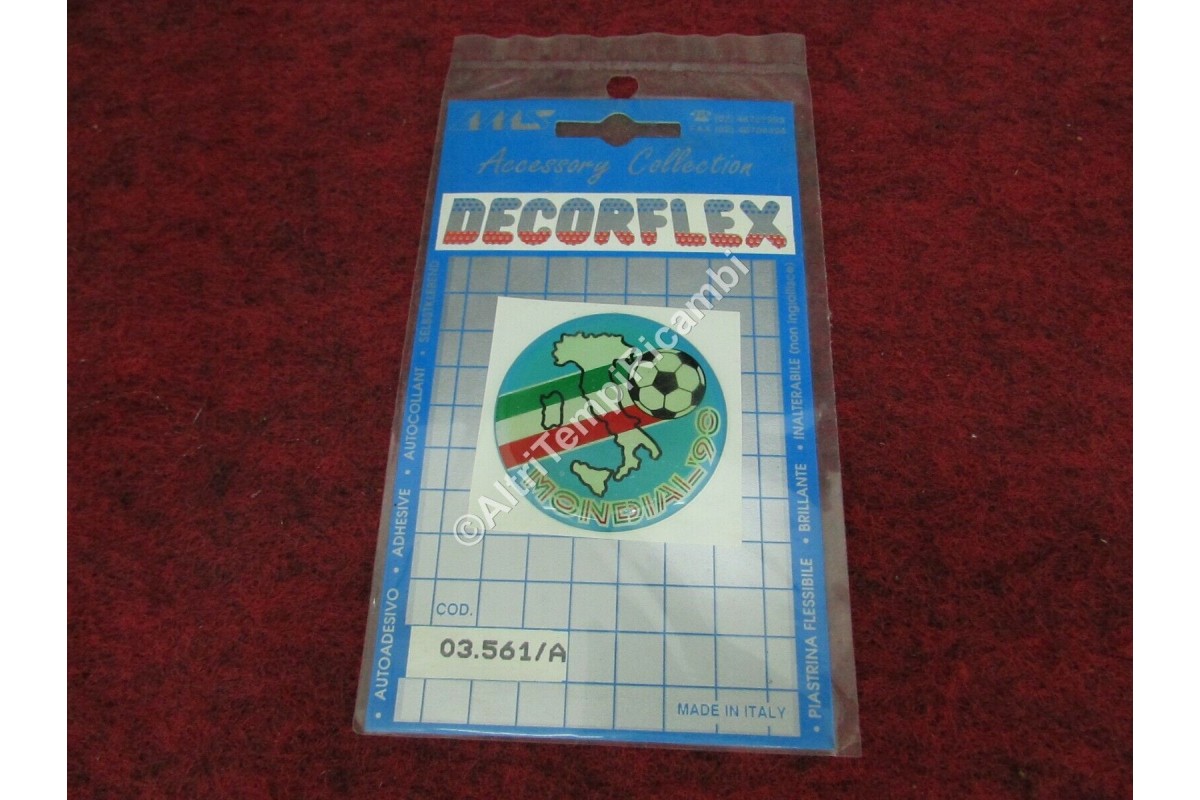 Accessory Collection
DECORFLEX
• AUTOADESIVO • ADHESIVE • AUTOCOLLANT • SELBSTKLEBEND
• PIASTRINA FLESSIBILE • BRILLANTE • INALTERABILE (non ingiallisce)
MONDIAL '90
©AltriTempiRicambi
COD.
03.561/A
MADE IN ITALY